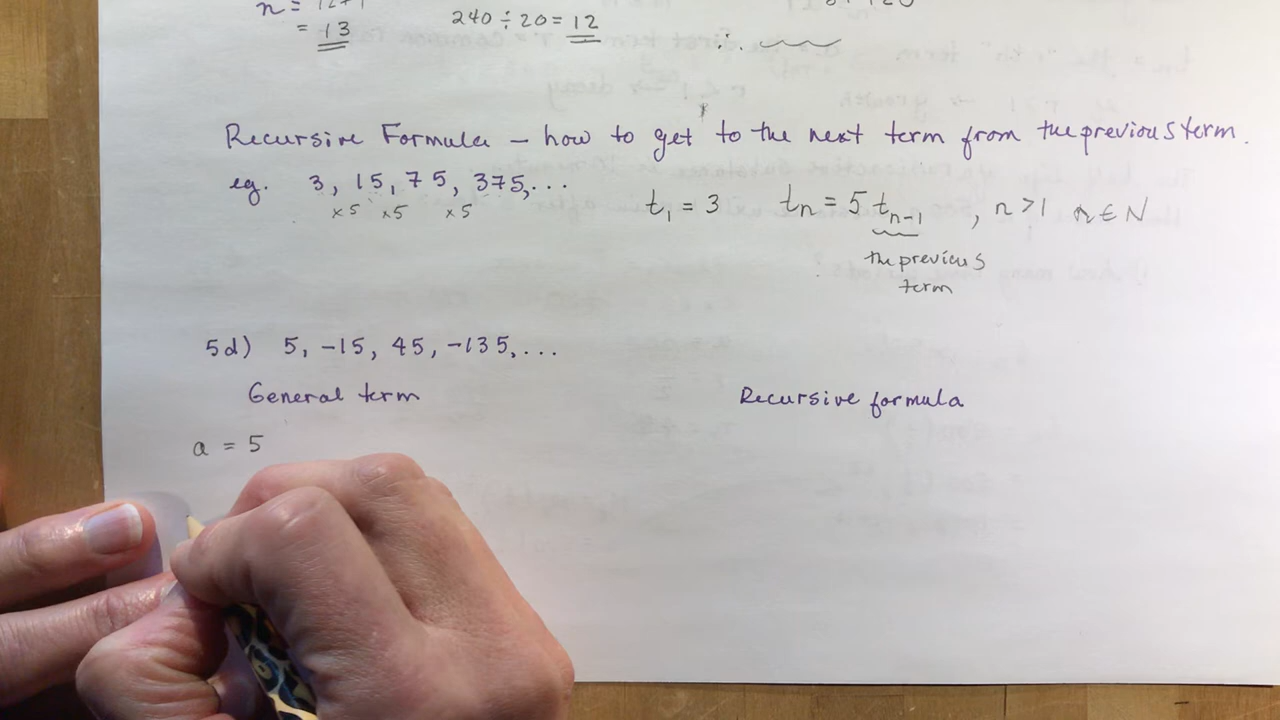 n = 12+1
= 13
240 ÷ 20 = 12
∴
Recursive Formula – how to get to the next term from the previous term.
eg. 3, 15, 75, 375, ...
×5 ×5 ×5
t₁ = 3 tₙ = 5 tₙ₋₁ , n > 1 n ∈ N
the previous
term
5d) 5, -15, 45, -135, ...
General term
Recursive formula
a = 5